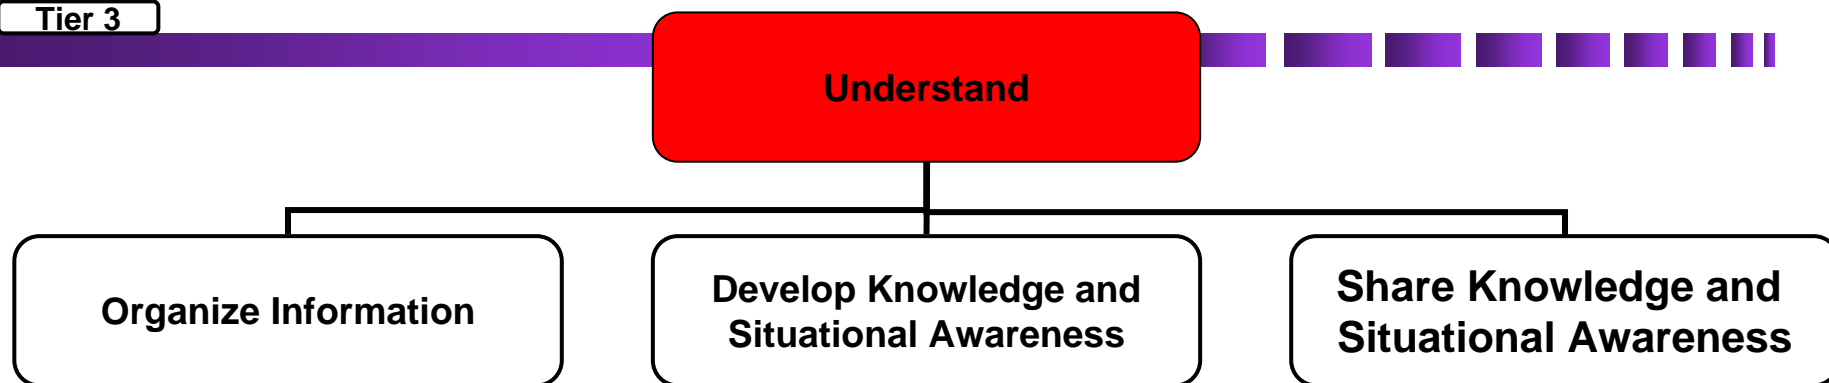 Tier 3
Understand
Organize Information
Develop Knowledge and
Situational Awareness
Share Knowledge and
Situational Awareness